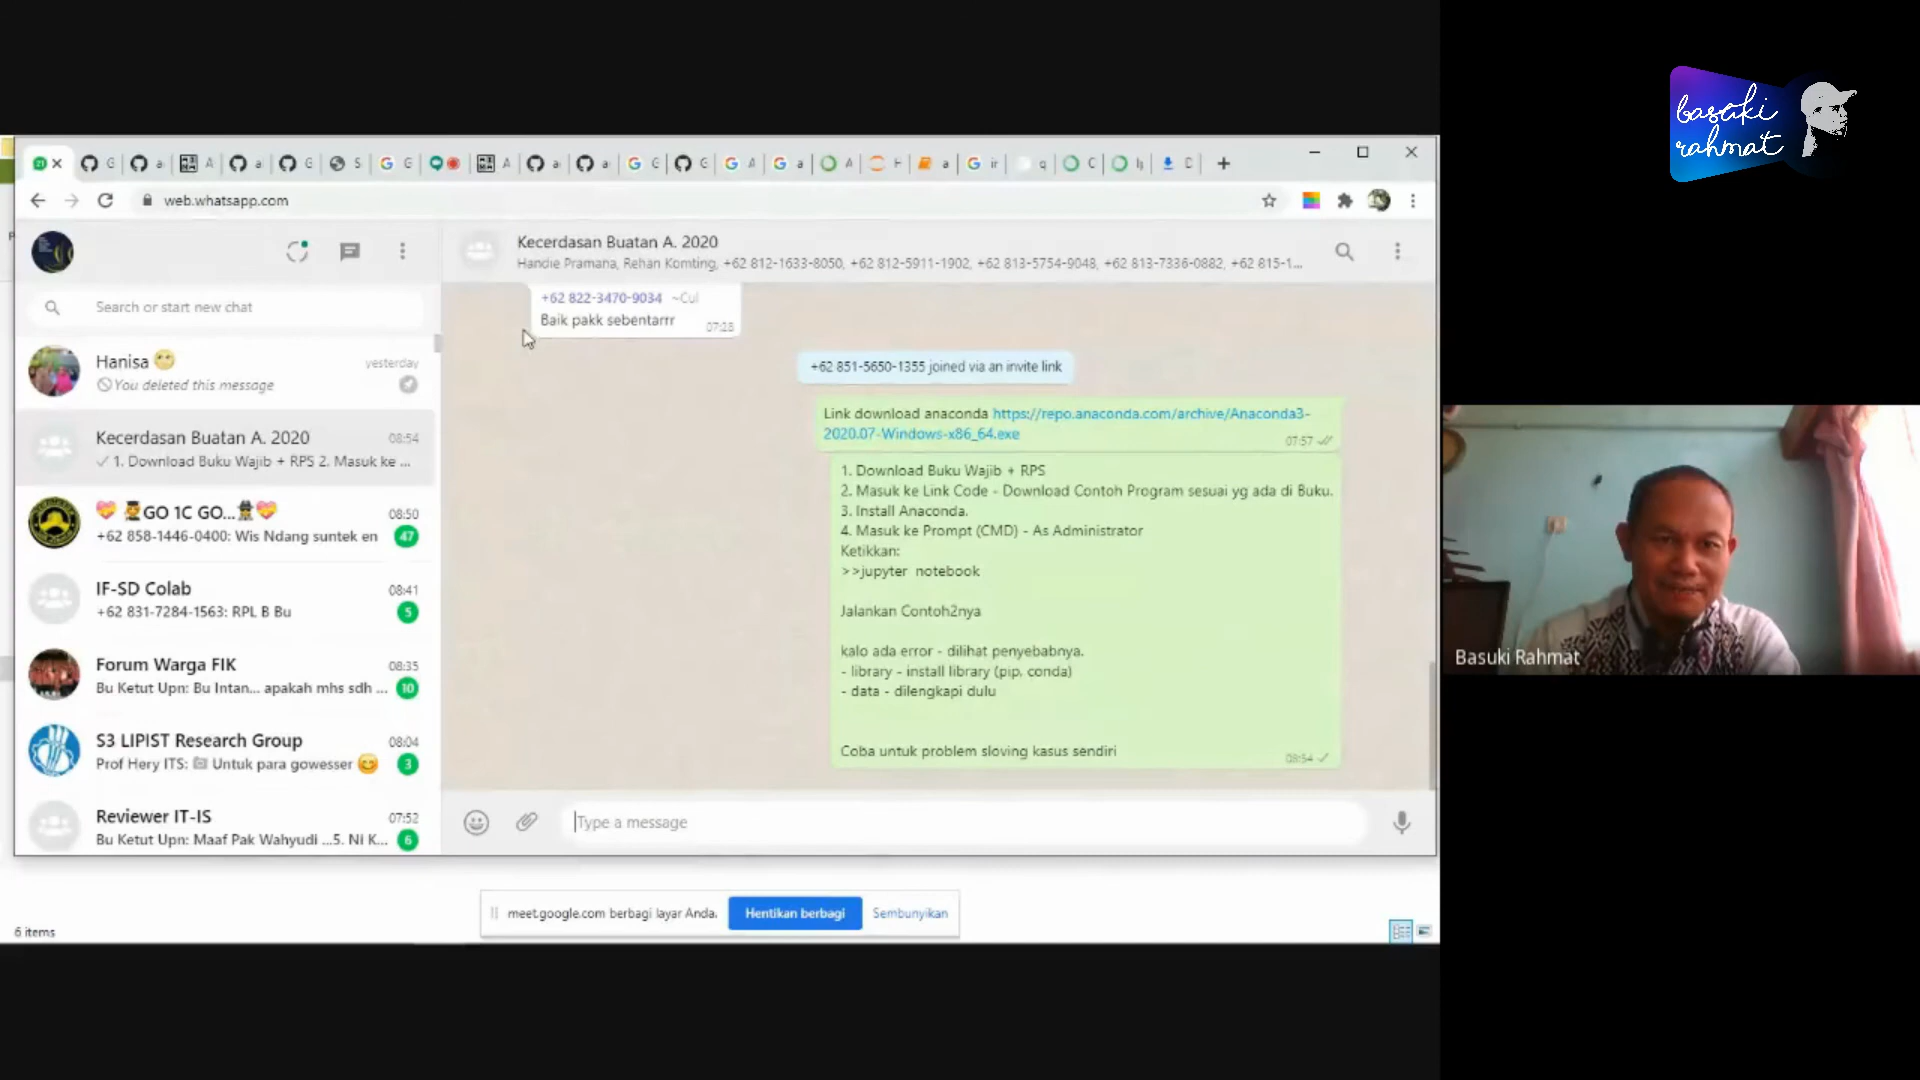 basuki
rahmat
web.whatsapp.com
Search or start new chat
Hanisa 😬 yesterday
You deleted this message
Kecerdasan Buatan A. 2020 08:54
✓ 1. Download Buku Wajib + RPS 2. Masuk ke ...
GO 1C GO... 08:50
+62 858-1446-0400: Wis Ndang suntek en 47
IF-SD Colab 08:41
+62 831-7284-1563: RPL B Bu 5
Forum Warga FIK 08:35
Bu Ketut Upn: Bu Intan... apakah mhs sdh ... 10
S3 LIPIST Research Group 08:04
Prof Hery ITS: Untuk para gowesser 😊 3
Reviewer IT-IS 07:52
Bu Ketut Upn: Maaf Pak Wahyudi ...5. NI K... 6
Kecerdasan Buatan A. 2020
Handie Pramana, Rehan Komting, +62 812-1633-8050, +62 812-5911-1902, +62 813-5754-9048, +62 813-7336-0882, +62 815-1...
+62 822-3470-9034 ~Cul
Baik pakk sebentarrr 07:28
+62 851-5650-1355 joined via an invite link
Link download anaconda https://repo.anaconda.com/archive/Anaconda3-
2020.07-Windows-x86_64.exe 07:57
1. Download Buku Wajib + RPS
2. Masuk ke Link Code - Download Contoh Program sesuai yg ada di Buku.
3. Install Anaconda.
4. Masuk ke Prompt (CMD) - As Administrator
Ketikkan:
>>jupyter notebook
Jalankan Contoh2nya
kalo ada error - dilihat penyebabnya.
- library - install library (pip, conda)
- data - dilengkapi dulu
Coba untuk problem sloving kasus sendiri
08:54
Type a message
meet.google.com berbagi layar Anda. Hentikan berbagi Sembunyikan
6 items
Basuki Rahmat